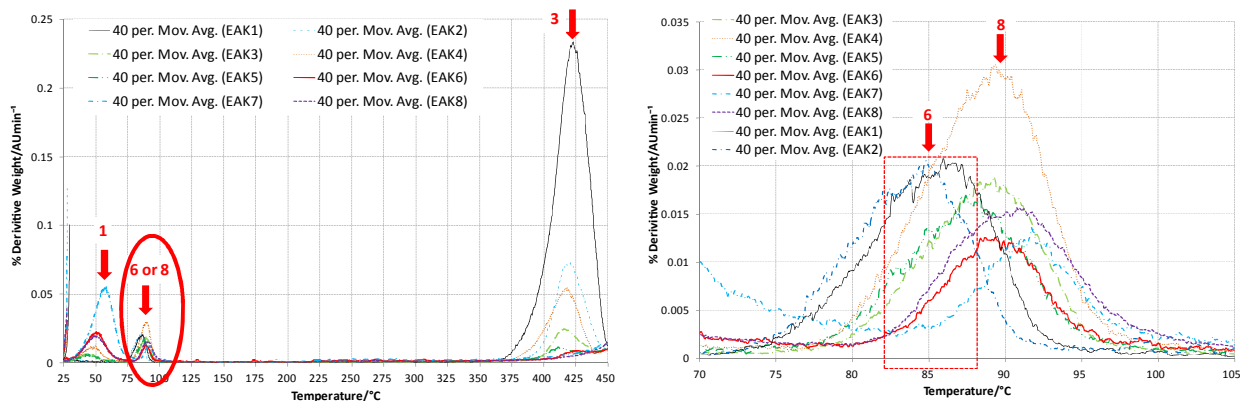 % Derivitive Weight/AUmin⁻¹
0.25
0.2
0.15
0.1
0.05
0
40 per. Mov. Avg. (EAK1)
40 per. Mov. Avg. (EAK2)
40 per. Mov. Avg. (EAK3)
40 per. Mov. Avg. (EAK4)
40 per. Mov. Avg. (EAK5)
40 per. Mov. Avg. (EAK6)
40 per. Mov. Avg. (EAK7)
40 per. Mov. Avg. (EAK8)
3
1
6 or 8
25 50 75 100 125 150 175 200 225 250 275 300 325 350 375 400 425 450
Temperature/°C
% Derivitive Weight/AUmin⁻¹
0.035
0.03
0.025
0.02
0.015
0.01
0.005
0
40 per. Mov. Avg. (EAK3)
40 per. Mov. Avg. (EAK4)
40 per. Mov. Avg. (EAK5)
40 per. Mov. Avg. (EAK6)
40 per. Mov. Avg. (EAK7)
40 per. Mov. Avg. (EAK8)
40 per. Mov. Avg. (EAK1)
40 per. Mov. Avg. (EAK2)
8
6
70 75 80 85 90 95 100 105
Temperature/°C